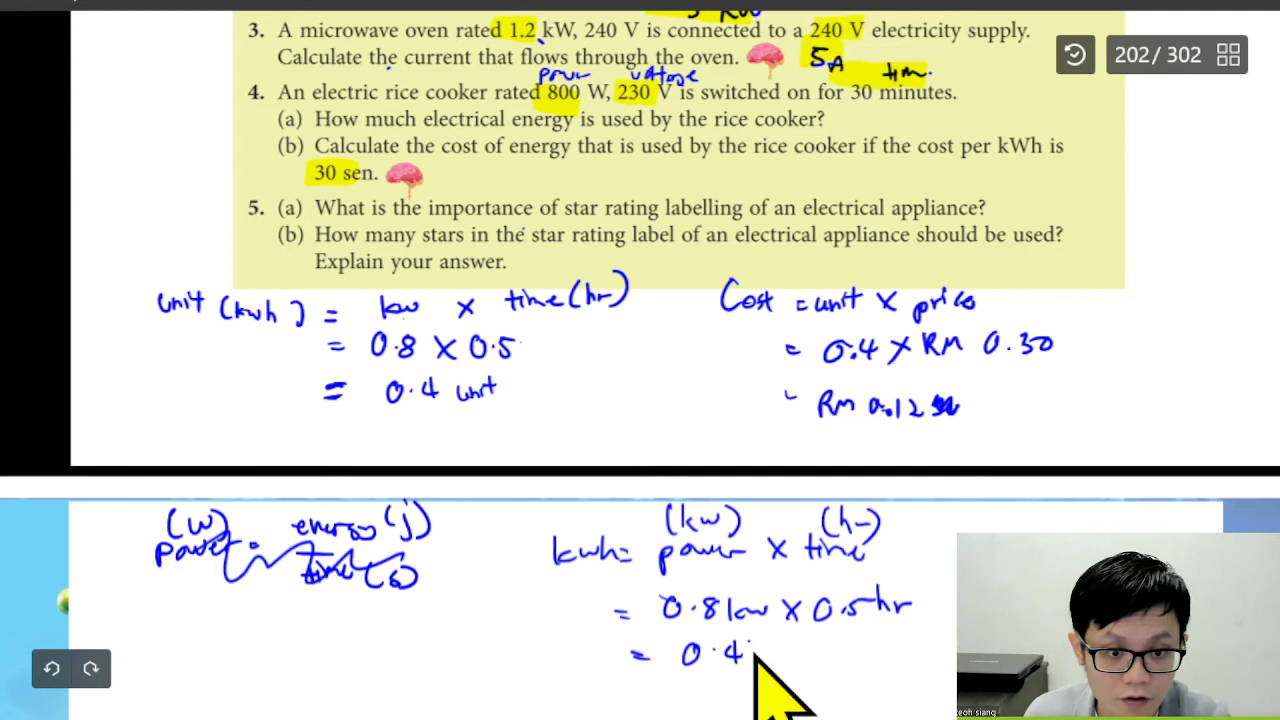 3. A microwave oven rated 1.2 kW, 240 V is connected to a 240 V electricity supply.
Calculate the current that flows through the oven. 5A
202 / 302
power voltage time
4. An electric rice cooker rated 800 W, 230 V is switched on for 30 minutes.
(a) How much electrical energy is used by the rice cooker?
(b) Calculate the cost of energy that is used by the rice cooker if the cost per kWh is
30 sen.
5. (a) What is the importance of star rating labelling of an electrical appliance?
(b) How many stars in the star rating label of an electrical appliance should be used?
Explain your answer.
unit (kwh) = kw x time (hr)
= 0.8 x 0.5
= 0.4 unit
Cost = unit x price
= 0.4 x RM 0.30
RM 0.12
(W) energy (j)
power = time (s)
(kw) (hr)
kwh = power x time
= 0.8 kw x 0.5 hr
= 0.4
teoh siang